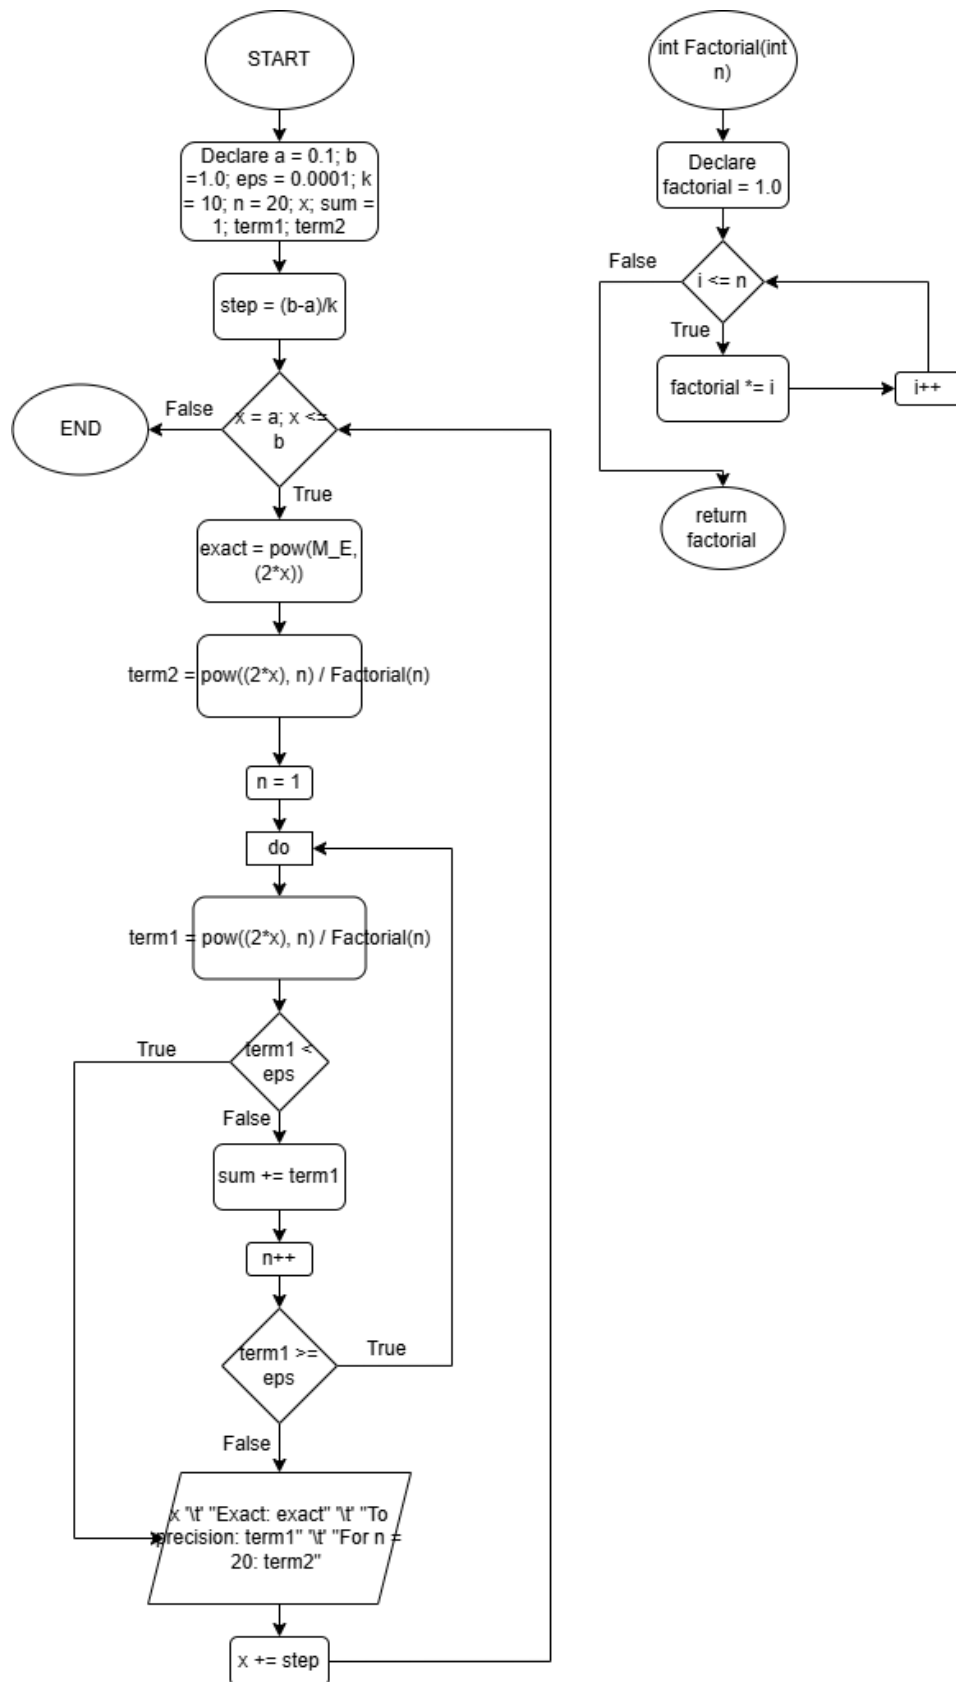 START
Declare a = 0.1; b
=1.0; eps = 0.0001; k
= 10; n = 20; x; sum =
1; term1; term2
step = (b-a)/k
x = a; x <=
b
False
END
True
exact = pow(M_E,
(2*x))
term2 = pow((2*x), n) / Factorial(n)
n = 1
do
term1 = pow((2*x), n) / Factorial(n)
term1 <
eps
True
False
sum += term1
n++
term1 >=
eps
True
False
x '\t' "Exact: exact" '\t' "To
precision: term1" '\t' "For n =
20: term2"
x += step
int Factorial(int
n)
Declare
factorial = 1.0
i <= n
False
True
factorial *= i
i++
return
factorial